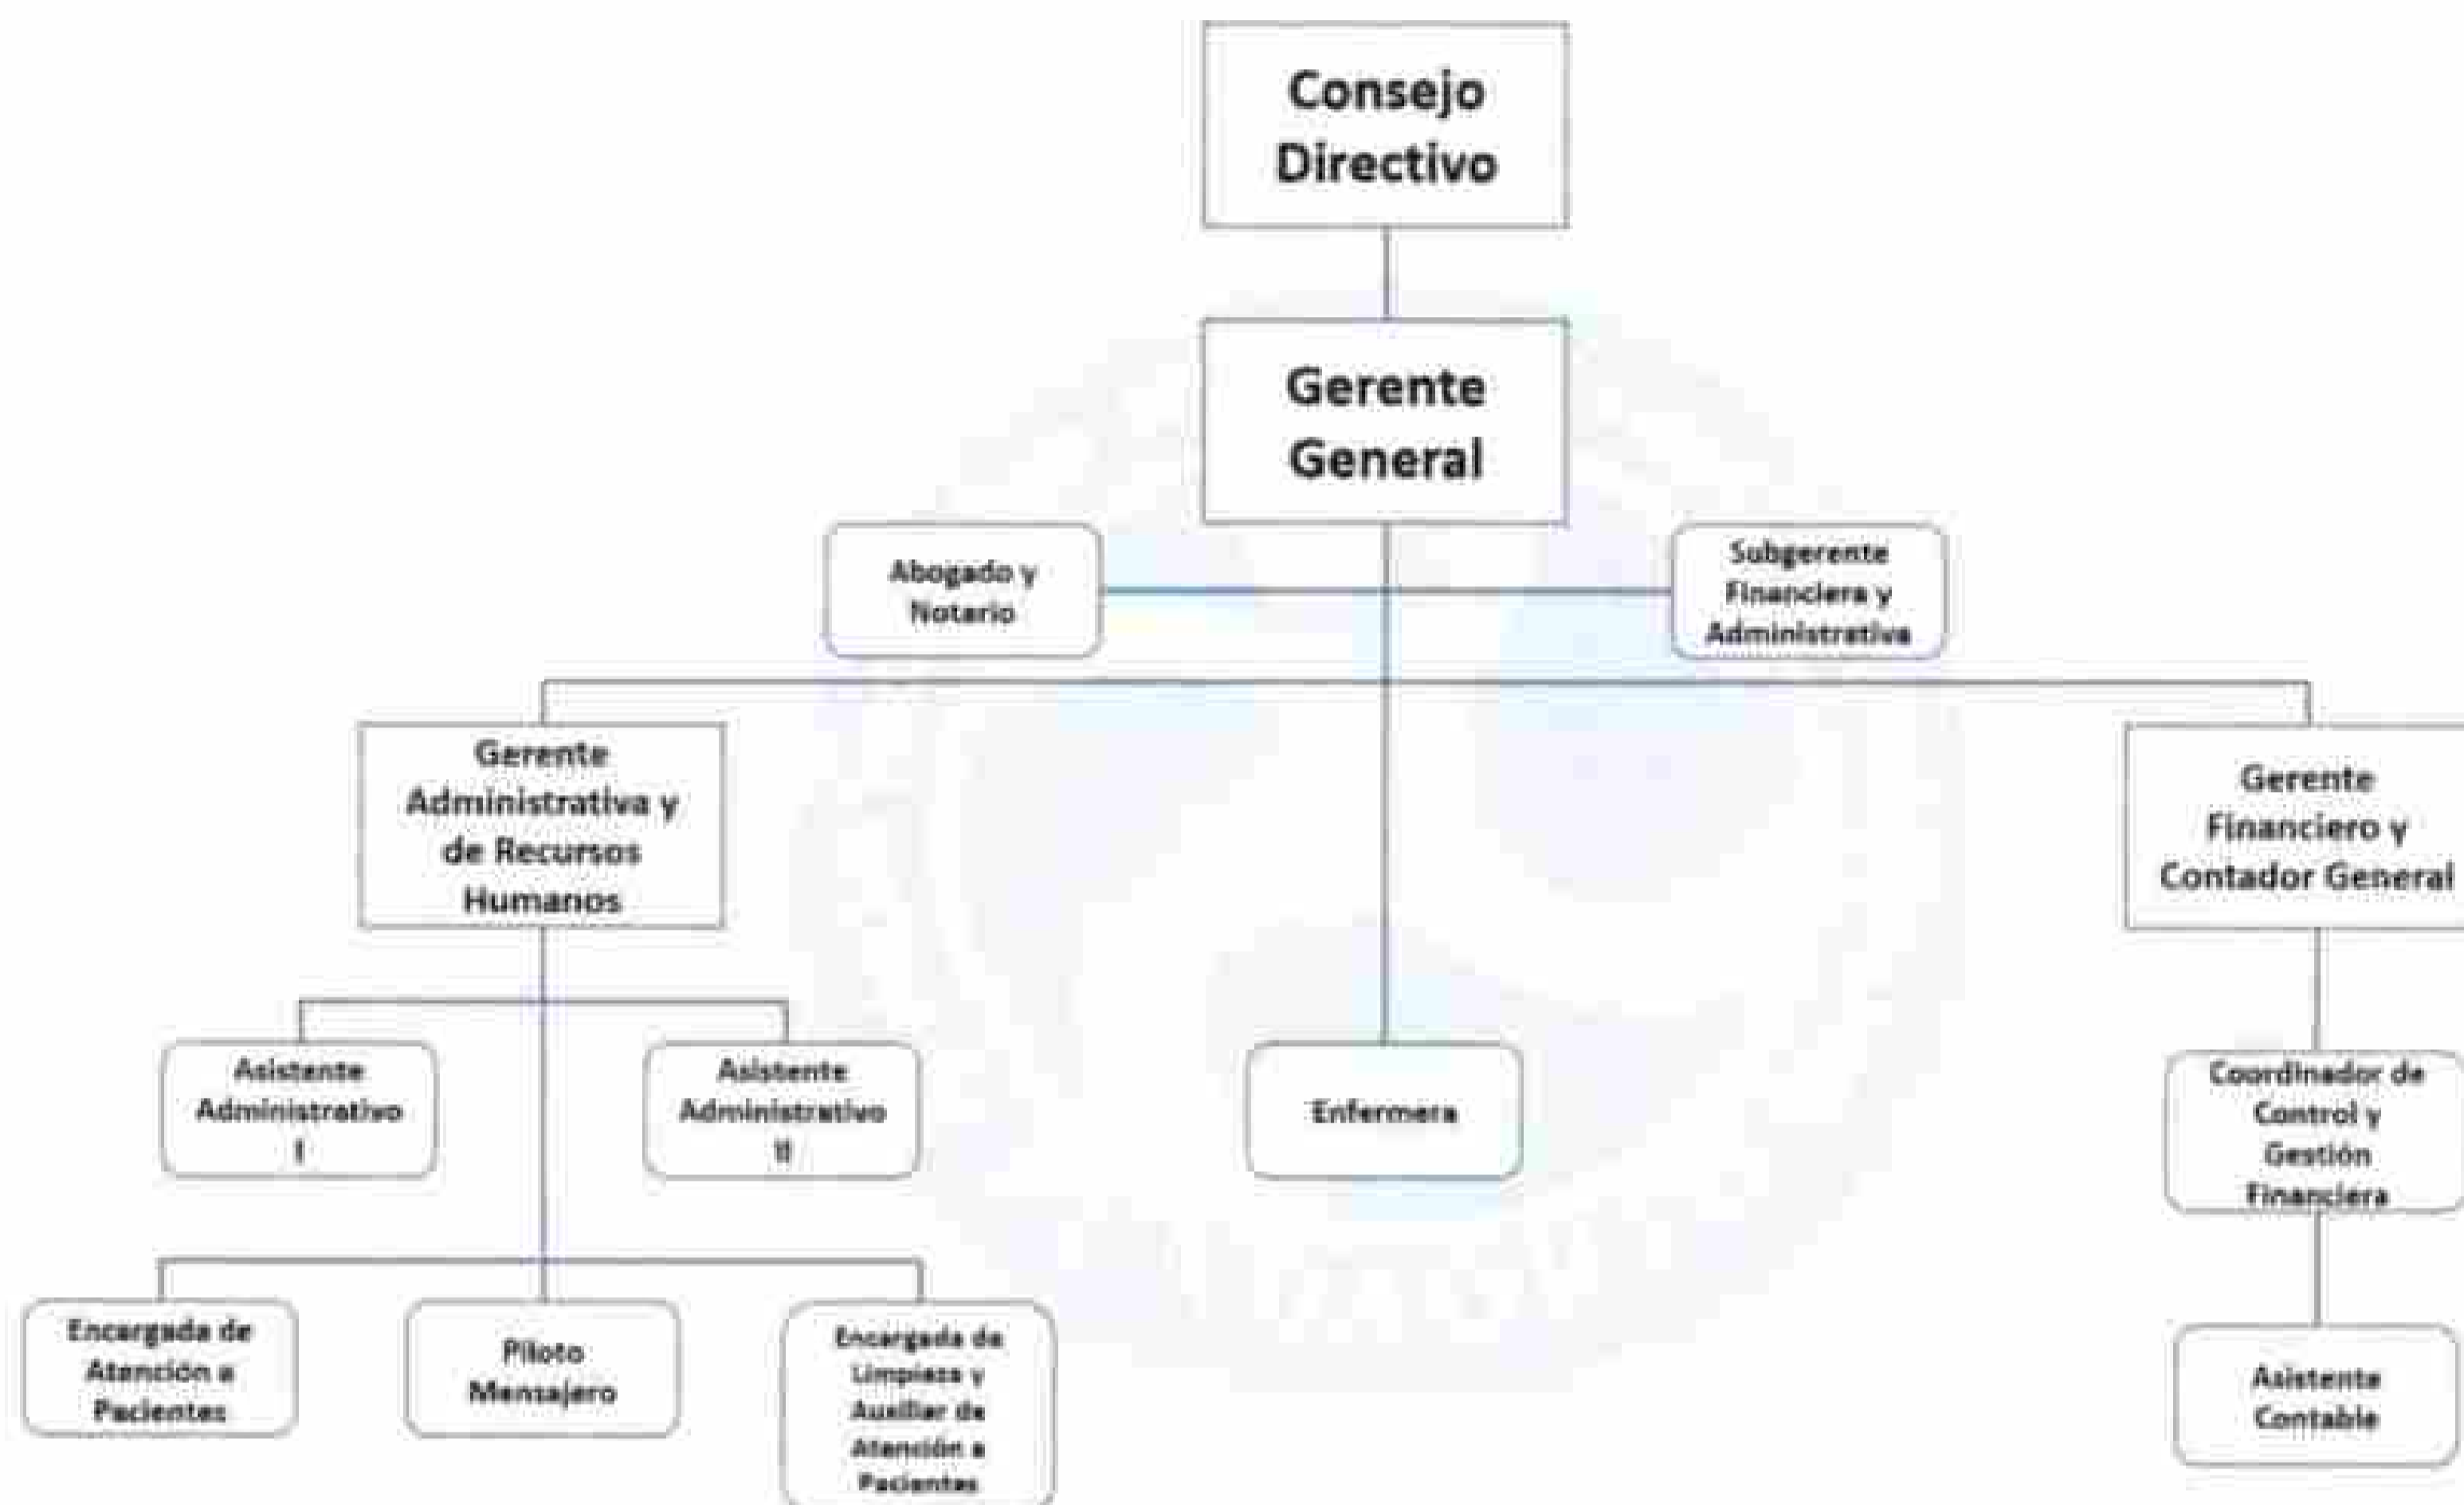 Consejo
Directivo
Gerente
General
Abogado y
Notario
Subgerente
Financiera y
Administrativa
Gerente
Administrativa y
de Recursos
Humanos
Gerente
Financiero y
Contador General
Asistente
Administrativo
I
Asistente
Administrativo
II
Enfermera
Coordinador de
Control y
Gestión
Financiera
Encargada de
Atención a
Pacientes
Piloto
Mensajero
Encargada de
Limpieza y
Auxiliar de
Atención a
Pacientes
Asistente
Contable